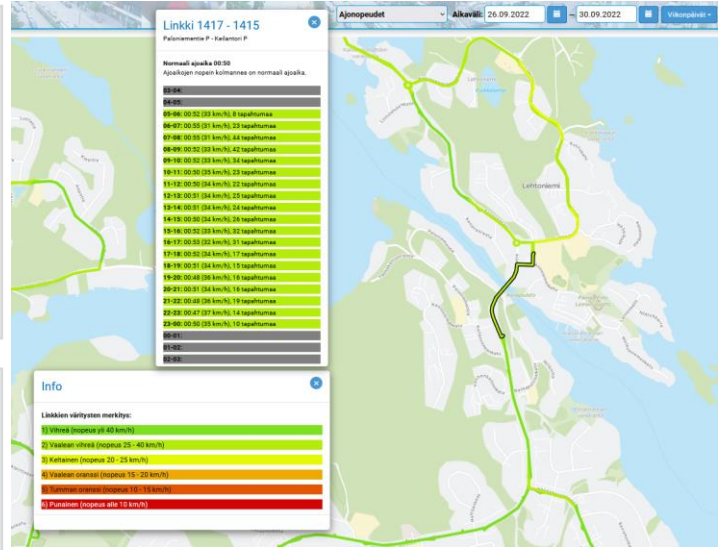 Linkki 1417 - 1415
Paloniementie P - Keilantori P
Normaali ajoaika 00:50
Ajoaikojen nopein kolmannes on normaali ajoaika.
03-04:
04-05:
05-06: 00:52 (33 km/h), 8 tapahtumaa
06-07: 00:55 (31 km/h), 23 tapahtumaa
07-08: 00:55 (31 km/h), 44 tapahtumaa
08-09: 00:52 (33 km/h), 42 tapahtumaa
09-10: 00:52 (33 km/h), 34 tapahtumaa
10-11: 00:50 (35 km/h), 23 tapahtumaa
11-12: 00:50 (34 km/h), 22 tapahtumaa
12-13: 00:51 (34 km/h), 25 tapahtumaa
13-14: 00:51 (34 km/h), 24 tapahtumaa
14-15: 00:50 (34 km/h), 26 tapahtumaa
15-16: 00:52 (33 km/h), 32 tapahtumaa
16-17: 00:53 (32 km/h), 31 tapahtumaa
17-18: 00:52 (34 km/h), 17 tapahtumaa
18-19: 00:51 (34 km/h), 15 tapahtumaa
19-20: 00:48 (36 km/h), 16 tapahtumaa
20-21: 00:51 (34 km/h), 16 tapahtumaa
21-22: 00:48 (36 km/h), 19 tapahtumaa
22-23: 00:47 (37 km/h), 14 tapahtumaa
23-00: 00:50 (35 km/h), 10 tapahtumaa
00-01:
01-02:
02-03:
Ajonopeudet
Aikaväli: 26.09.2022 – 30.09.2022
Viikonpäivät
Lehtoniemi
Info
Linkkien väritysten merkitys:
1) Vihreä (nopeus yli 40 km/h)
2) Vaalean vihreä (nopeus 25 - 40 km/h)
3) Keltainen (nopeus 20 - 25 km/h)
4) Vaalean oranssi (nopeus 15 - 20 km/h)
5) Tumman oranssi (nopeus 10 - 15 km/h)
6) Punainen (nopeus alle 10 km/h)